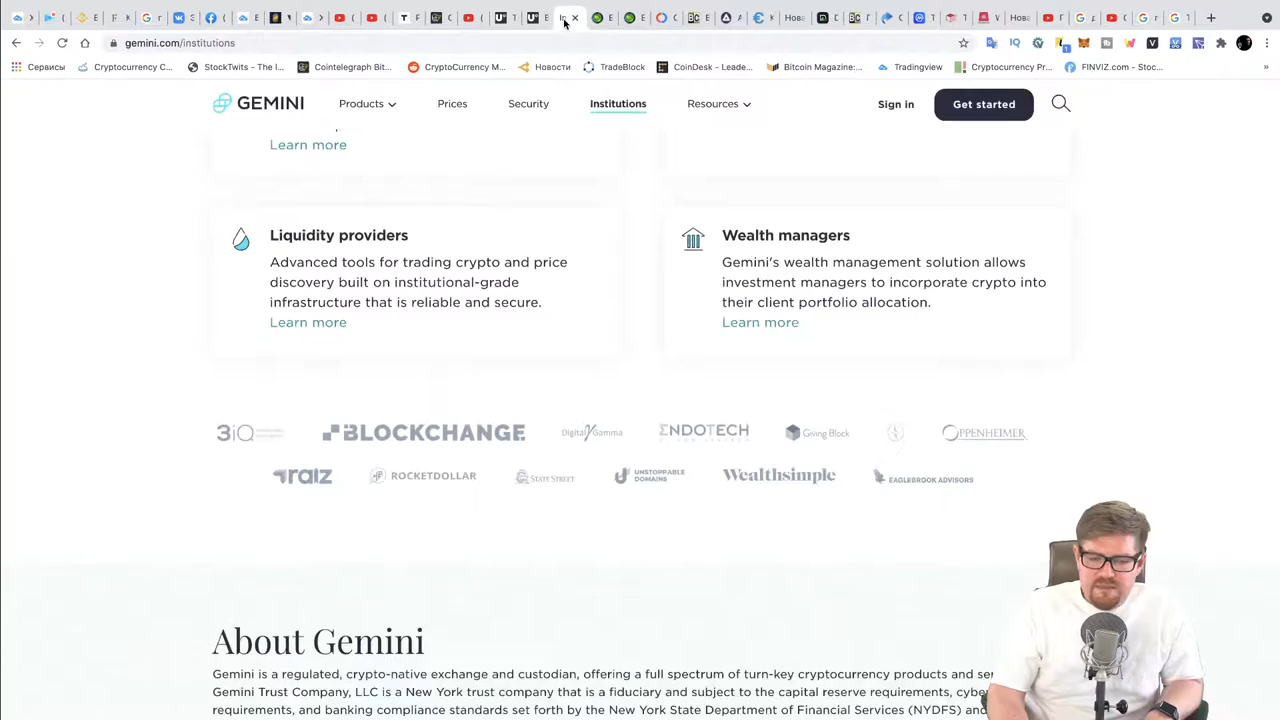 gemini.com/institutions
Сервисы
Cryptocurrency C...
StockTwits - The l...
Cointelegraph Bit...
CryptoCurrency M...
Новости
TradeBlock
CoinDesk - Leade...
Bitcoin Magazine:...
Tradingview
Cryptocurrency Pr...
FINVIZ.com - Stoc...
GEMINI
Products
Prices
Security
Institutions
Resources
Sign in
Get started
Learn more
Liquidity providers
Advanced tools for trading crypto and price
discovery built on institutional-grade
infrastructure that is reliable and secure.
Learn more
Wealth managers
Gemini's wealth management solution allows
investment managers to incorporate crypto into
their client portfolio allocation.
Learn more
3iQ
BLOCKCHANGE
Digital Gamma
ENDOTECH
Giving Block
OPPENHEIMER
raiz
ROCKETDOLLAR
STATE STREET
UNSTOPPABLE
DOMAINS
Wealthsimple
EAGLEBROOK ADVISORS
About Gemini
Gemini is a regulated, crypto-native exchange and custodian, offering a full spectrum of turn-key cryptocurrency products and se
Gemini Trust Company, LLC is a New York trust company that is a fiduciary and subject to the capital reserve requirements, cybe
requirements, and banking compliance standards set forth by the New York State Department of Financial Services (NYDFS) and